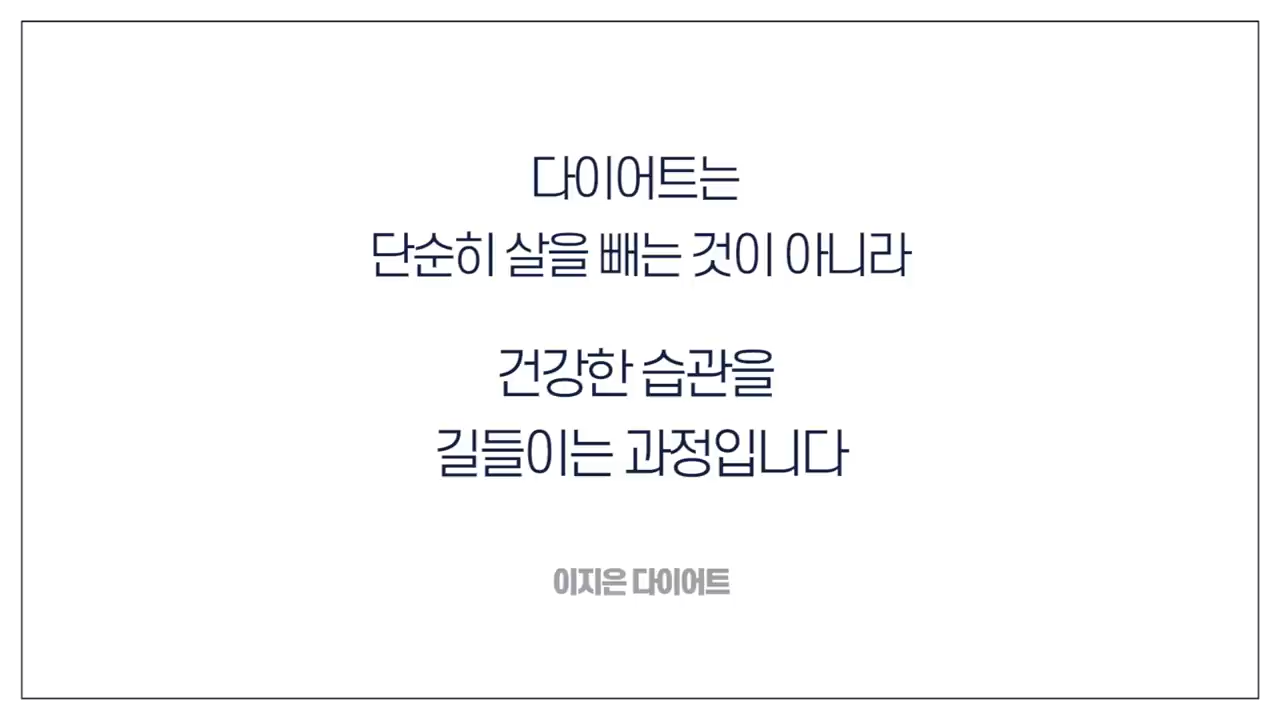 다이어트는
단순히 살을 빼는 것이 아니라
건강한 습관을
길들이는 과정입니다
이지은 다이어트